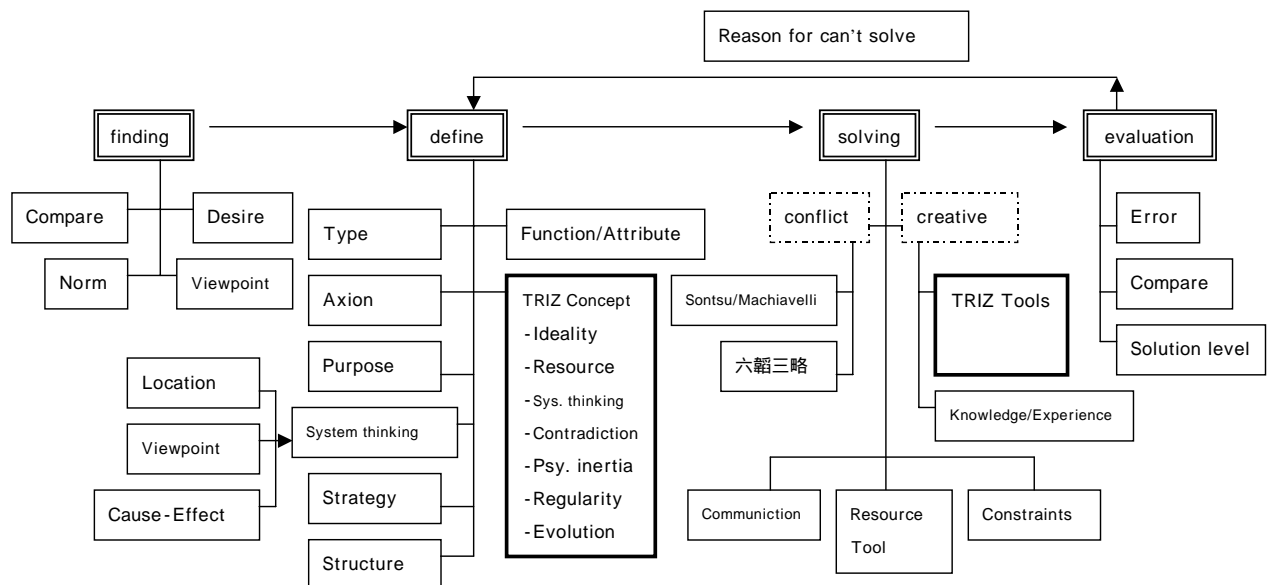 Reason for can't solve
finding
define
solving
evaluation
Compare
Desire
Norm
Viewpoint
Type
Function/Attribute
Axion
Purpose
Location
Viewpoint
Cause-Effect
System thinking
Strategy
Structure
TRIZ Concept
-Ideality
-Resource
-Sys. thinking
-Contradiction
-Psy. inertia
-Regularity
-Evolution
conflict
creative
Sontsu/Machiavelli
六韜三略
TRIZ Tools
Knowledge/Experience
Communiction
Resource
Tool
Constraints
Error
Compare
Solution level